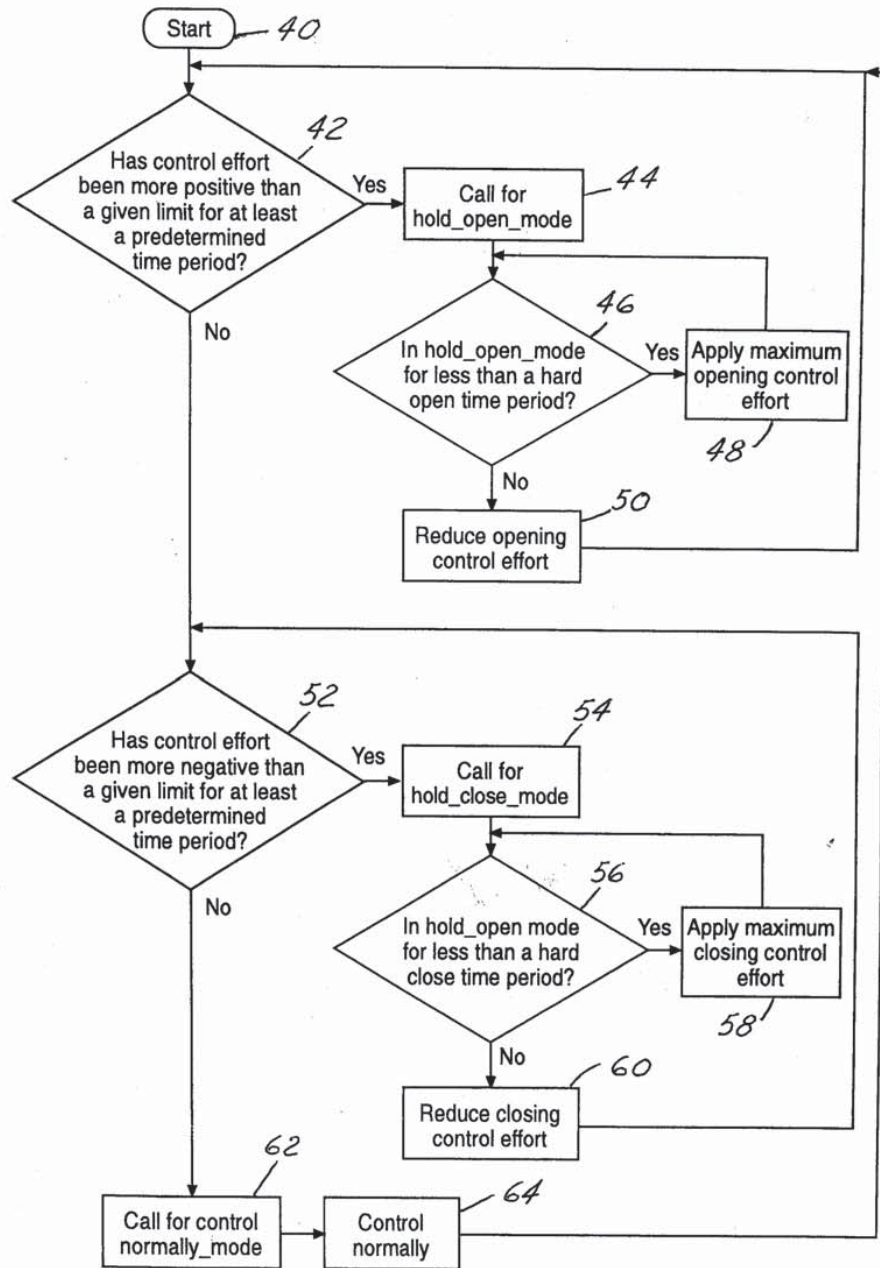 Start
40
42
Has control effort
been more positive than
a given limit for at least
a predetermined
time period?
Yes
Call for
hold_open_mode
44
No
46
In hold_open_mode
for less than a hard
open time period?
Yes
Apply maximum
opening control
effort
48
No
50
Reduce opening
control effort
52
Has control effort
been more negative than
a given limit for at least
a predetermined
time period?
Yes
Call for
hold_close_mode
54
No
56
In hold_open mode
for less than a hard
close time period?
Yes
Apply maximum
closing control
effort
58
No
60
Reduce closing
control effort
62
Call for control
normally_mode
64
Control
normally